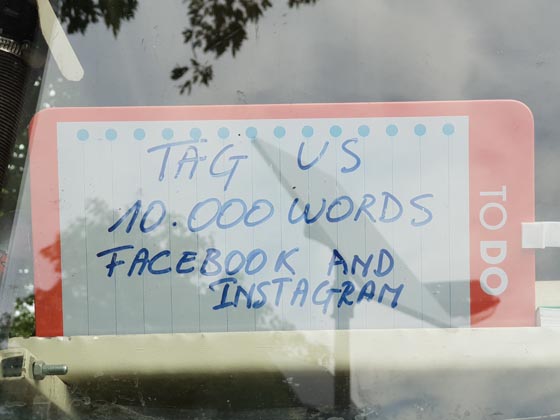 TAG US
10.000 WORDS
FACEBOOK AND
INSTAGRAM
TO DO